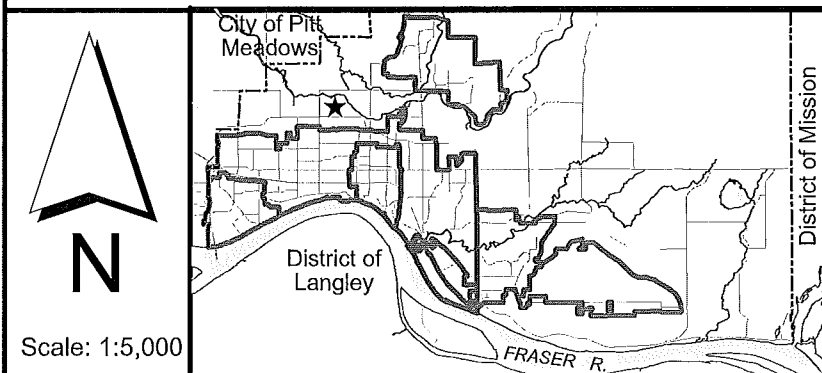 City of Pitt
Meadows
District of Mission
District of
Langley
FRASER R.
N
Scale: 1:5,000